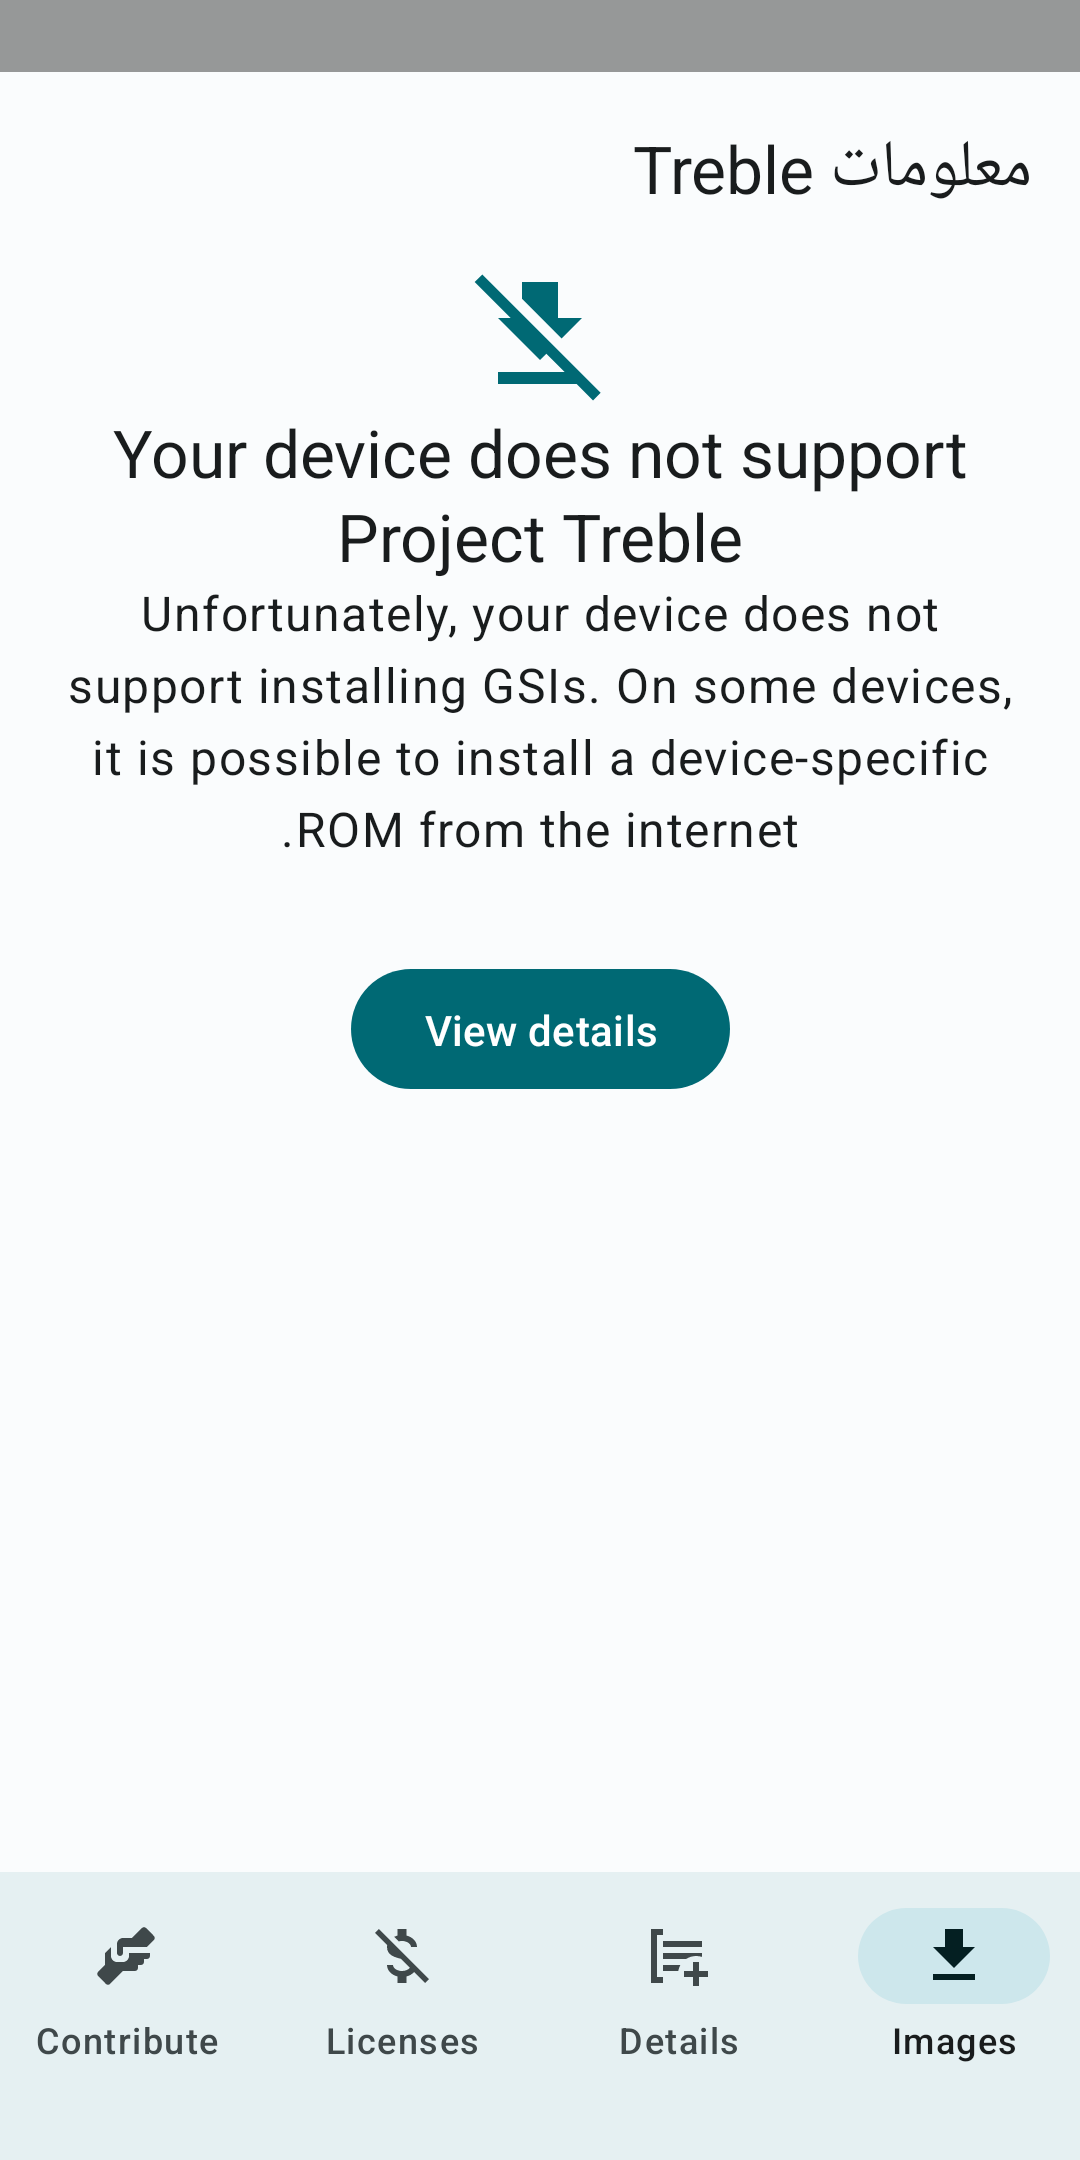 معلومات Treble
Your device does not support
Project Treble
Unfortunately, your device does not
support installing GSIs. On some devices,
it is possible to install a device-specific
.ROM from the internet
View details
Contribute
Licenses
Details
Images